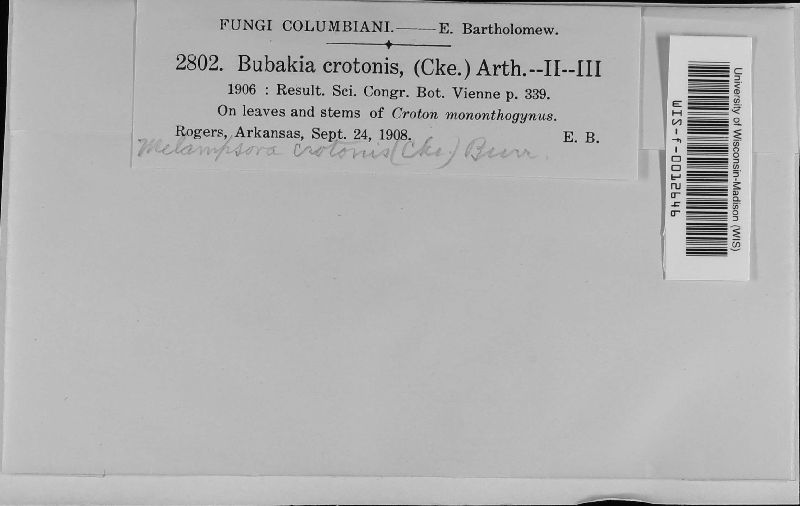 FUNGI COLUMBIANI.——E. Bartholomew.
2802. Bubakia crotonis, (Cke.) Arth.--II--III
1906 : Result. Sci. Congr. Bot. Vienne p. 339.
On leaves and stems of Croton mononthogynus.
Rogers, Arkansas, Sept. 24, 1908. E. B.
Melampsora crotonis (Cke.) Burr.
University of Wisconsin-Madison (WIS)
WIS-f-0012646